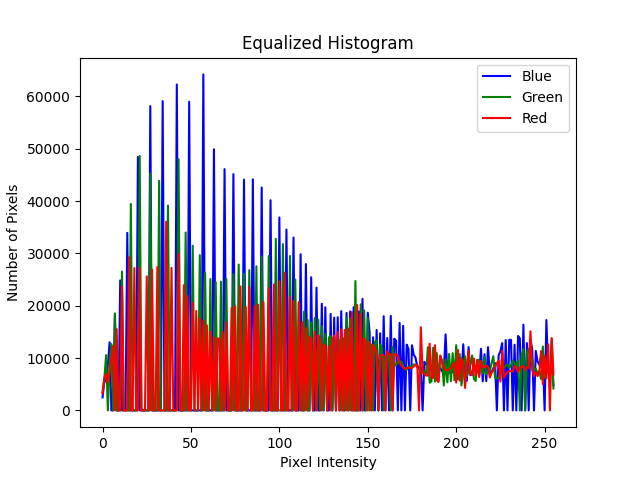 Equalized Histogram
Blue
Green
Red
60000
50000
40000
30000
20000
10000
0
Number of Pixels
0 50 100 150 200 250
Pixel Intensity